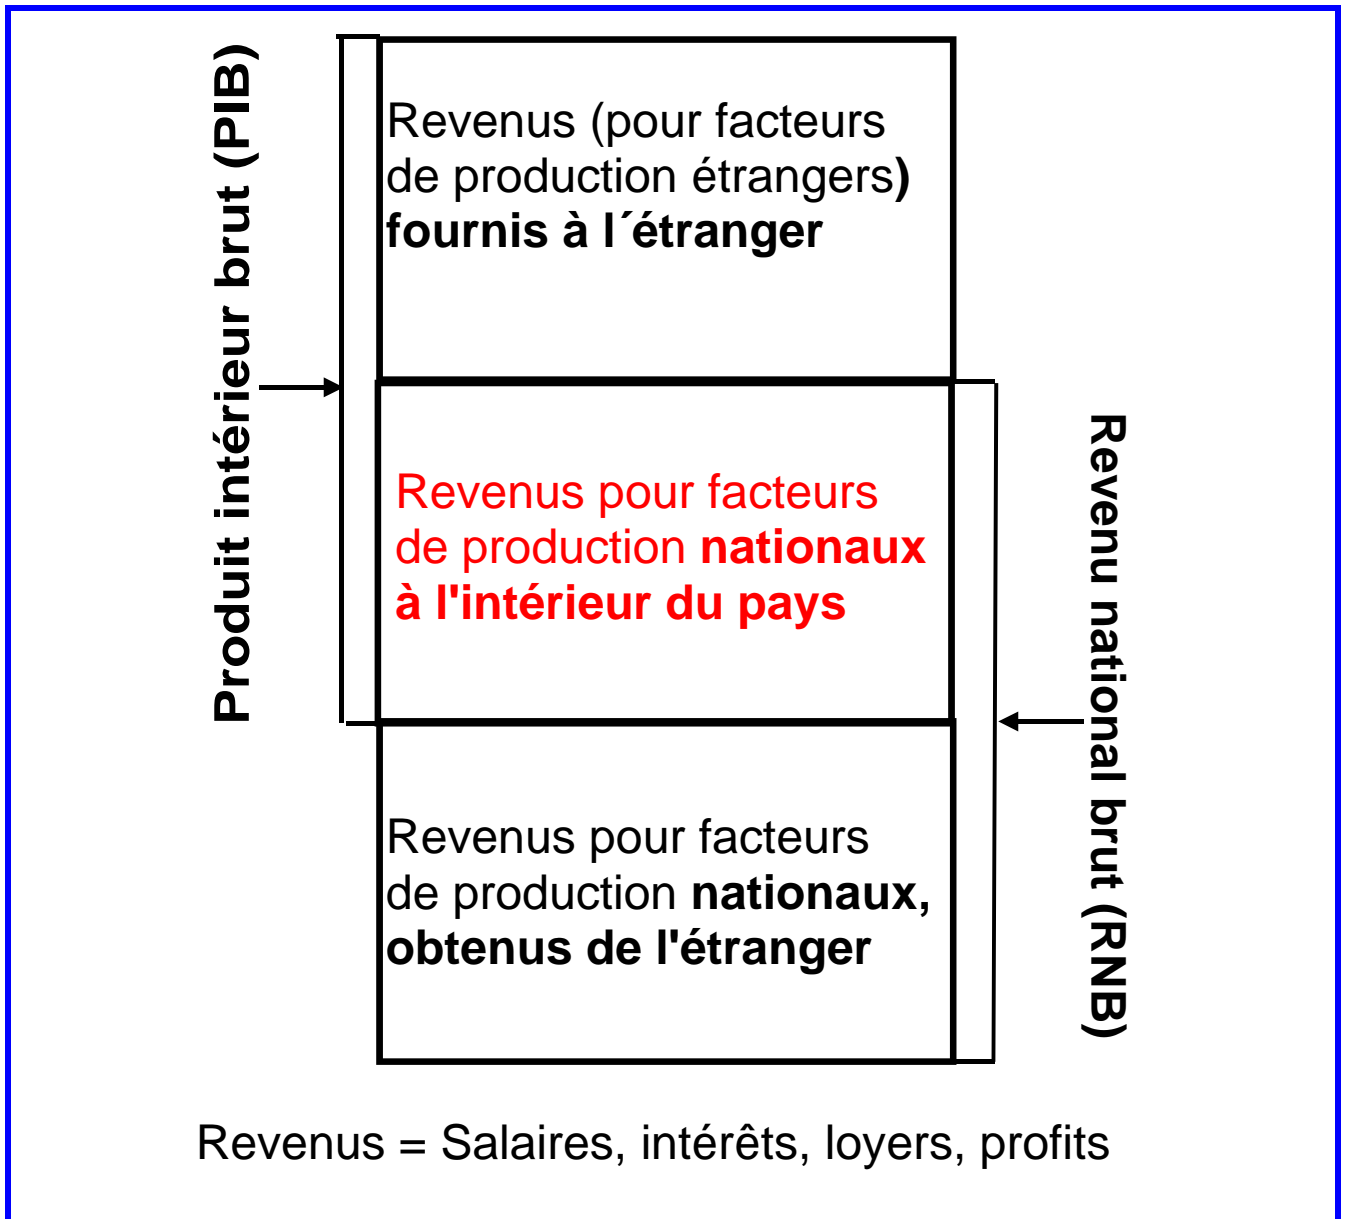 Produit intérieur brut (PIB)
Revenus (pour facteurs
de production étrangers)
fournis à l´étranger
Revenus pour facteurs
de production nationaux
à l'intérieur du pays
Revenus pour facteurs
de production nationaux,
obtenus de l'étranger
Revenu national brut (RNB)
Revenus = Salaires, intérêts, loyers, profits